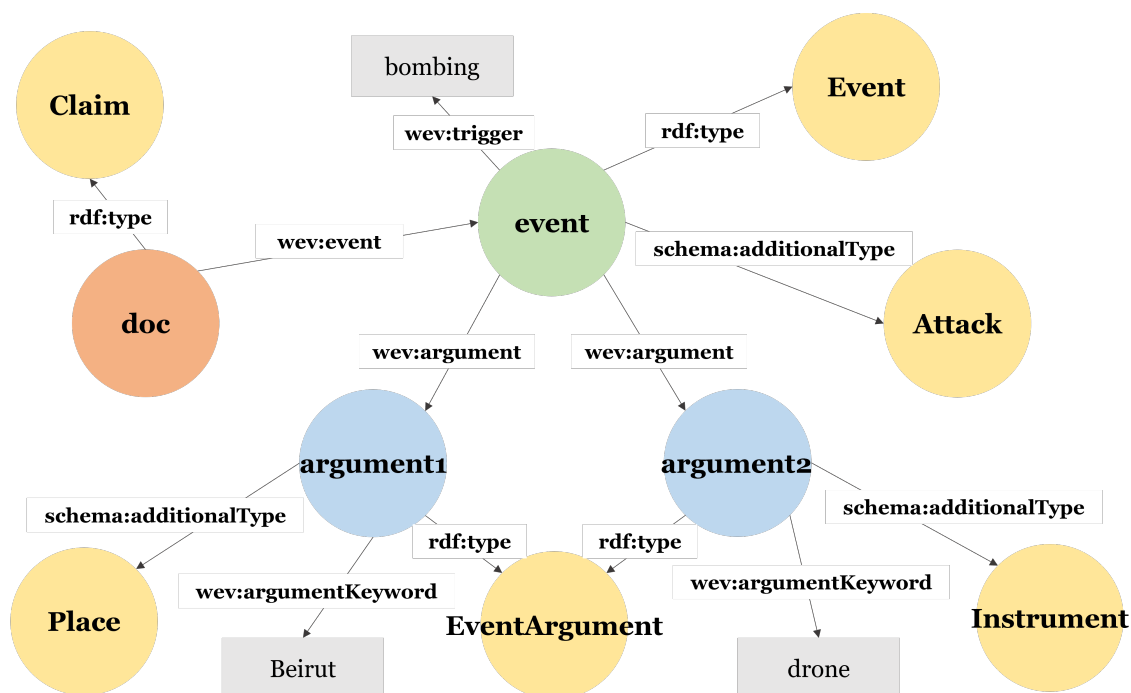 bombing
Event
Claim
wev:trigger
rdf:type
rdf:type
event
wev:event
schema:additionalType
doc
Attack
wev:argument
wev:argument
argument1
argument2
schema:additionalType
schema:additionalType
rdf:type
rdf:type
wev:argumentKeyword
wev:argumentKeyword
Place
EventArgument
Instrument
Beirut
drone